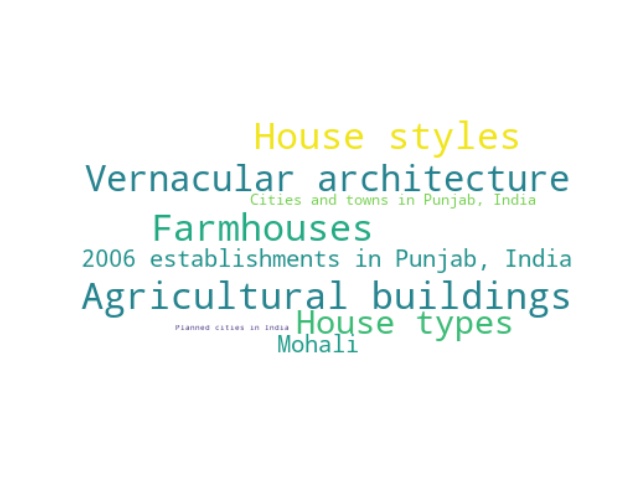 House styles
Vernacular architecture
Cities and towns in Punjab, India
Farmhouses
2006 establishments in Punjab, India
Agricultural buildings
Planned cities in India
House types
Mohali